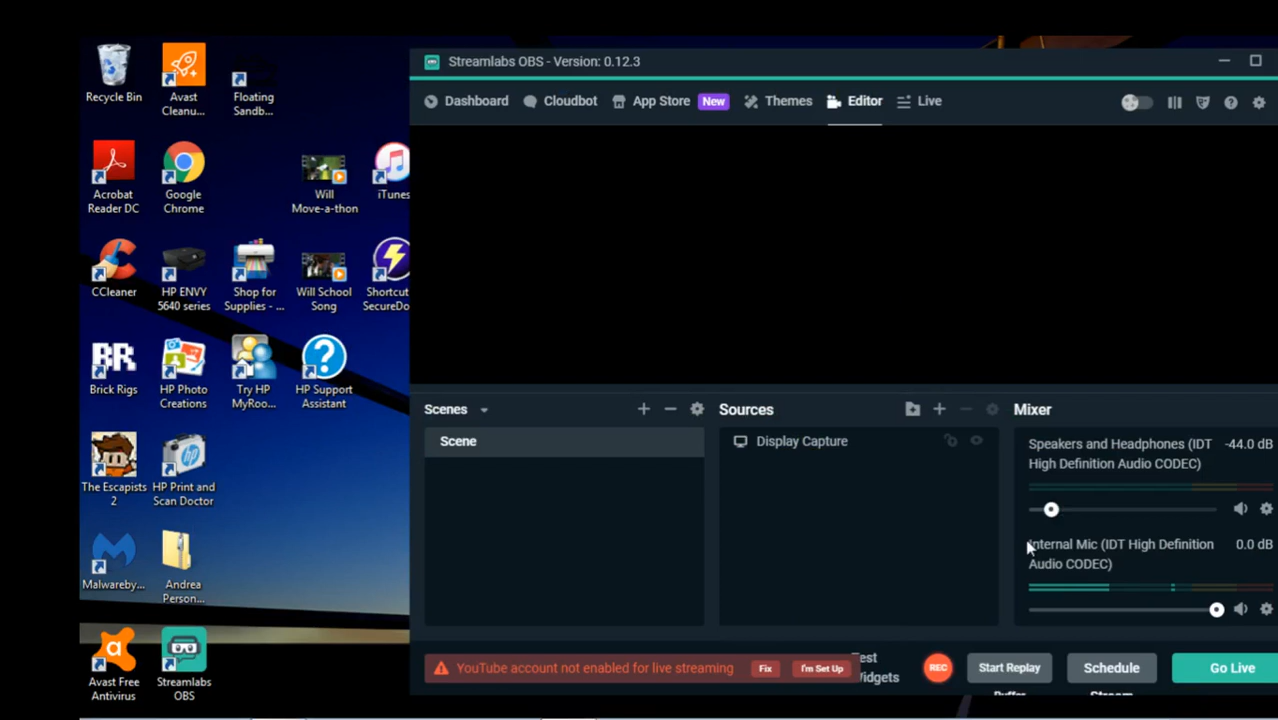 Recycle Bin
Avast
Cleanu...
Floating
Sandb...
Acrobat
Reader DC
Google
Chrome
Will
Move-a-thon
iTunes
CCleaner
HP ENVY
5640 series
Shop for
Supplies - ...
Will School
Song
Shortcut
SecureDo
BR
Brick Rigs
HP Photo
Creations
Try HP
MyRoo...
HP Support
Assistant
The Escapists
2
HP Print and
Scan Doctor
Malwareby...
Andrea
Person...
Avast Free
Antivirus
Streamlabs
OBS
Streamlabs OBS - Version: 0.12.3
Dashboard
Cloudbot
App Store
New
Themes
Editor
Live
Scenes
Scene
Sources
Display Capture
Mixer
Speakers and Headphones (IDT
High Definition Audio CODEC)
-44.0 dB
Internal Mic (IDT High Definition
Audio CODEC)
0.0 dB
YouTube account not enabled for live streaming
Fix
I'm Set Up
Test
Widgets
REC
Start Replay
Buffer
Schedule
Stream
Go Live